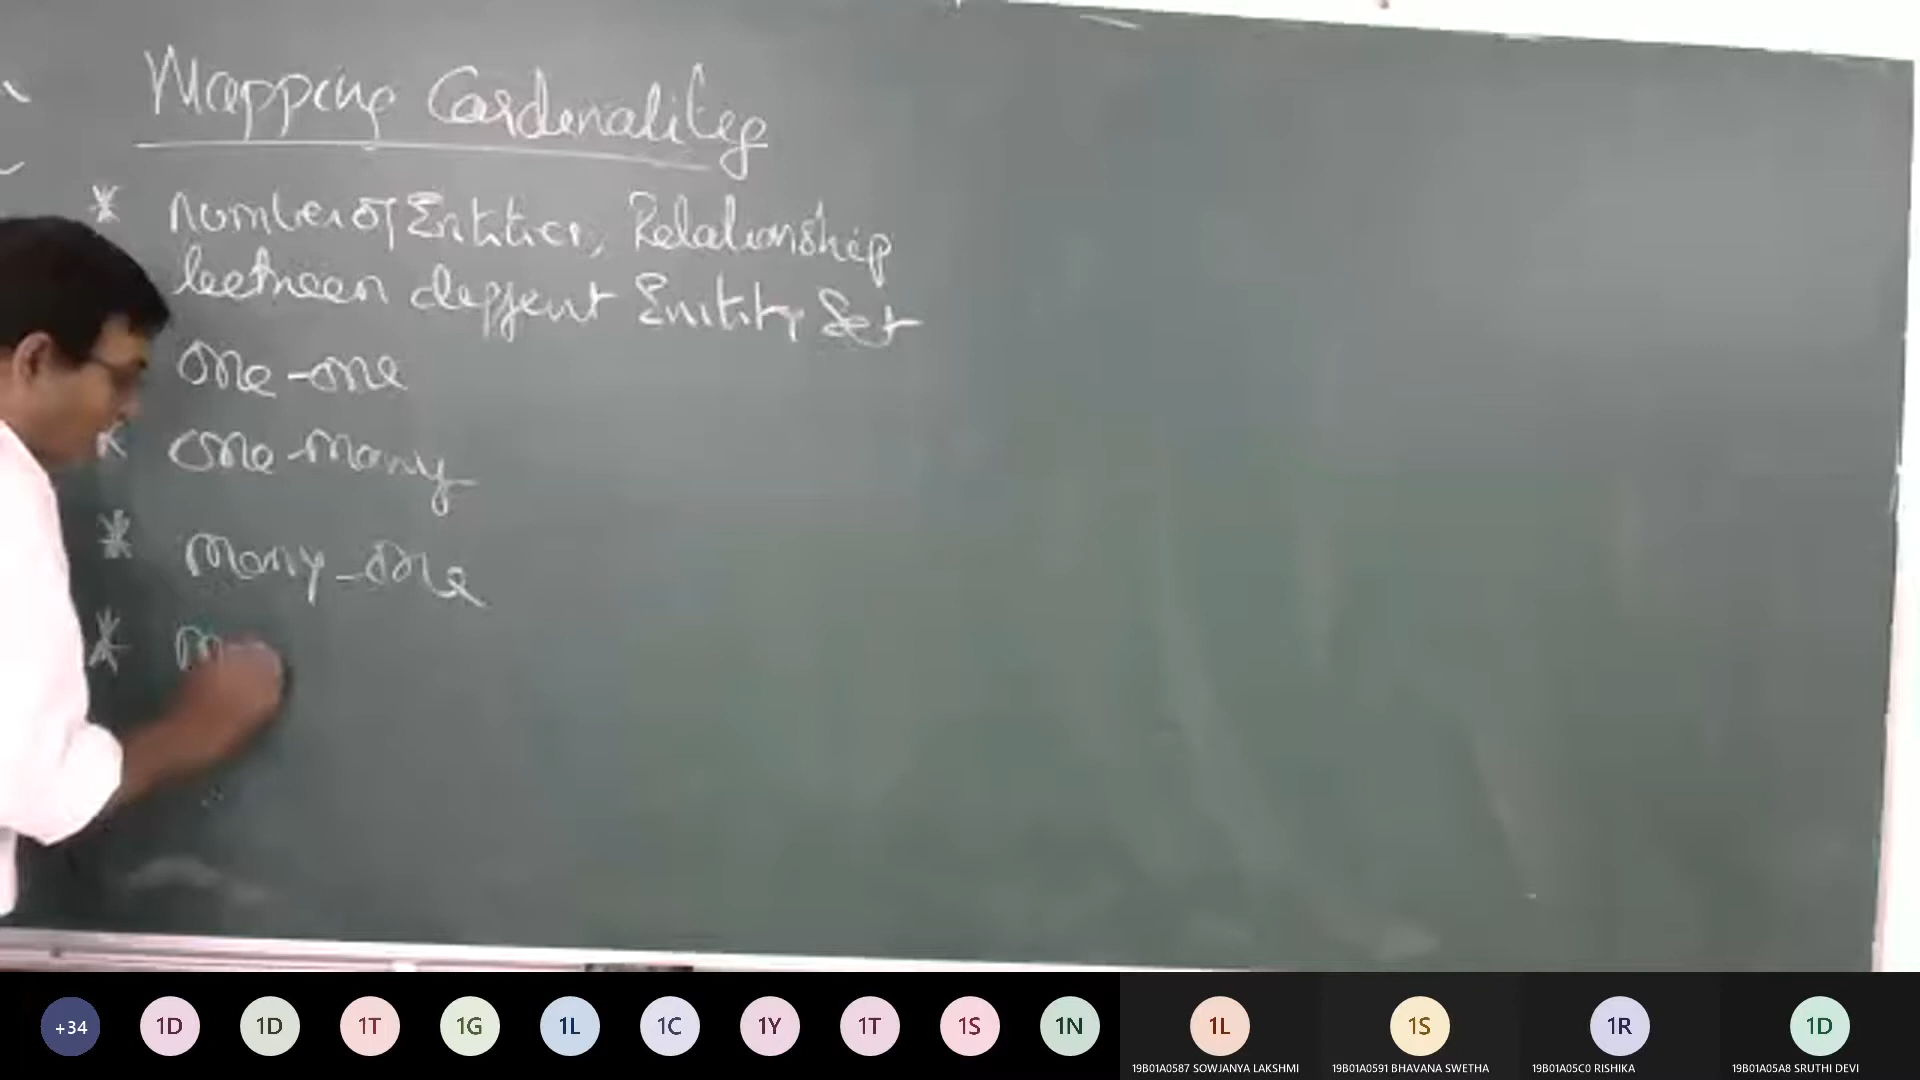 Mapping Cardinalities
* number of Entities, Relationship
between deffent Entity Set
one-one
* one-many
* Many-one
* m
+34 1D 1D 1T 1G 1L 1C 1Y 1T 1S 1N 1L 1S 1R 1D
19B01A0587 SOWJANYA LAKSHMI 19B01A0591 BHAVANA SWETHA 19B01A05C0 RISHIKA 19B01A05A8 SRUTHI DEVI